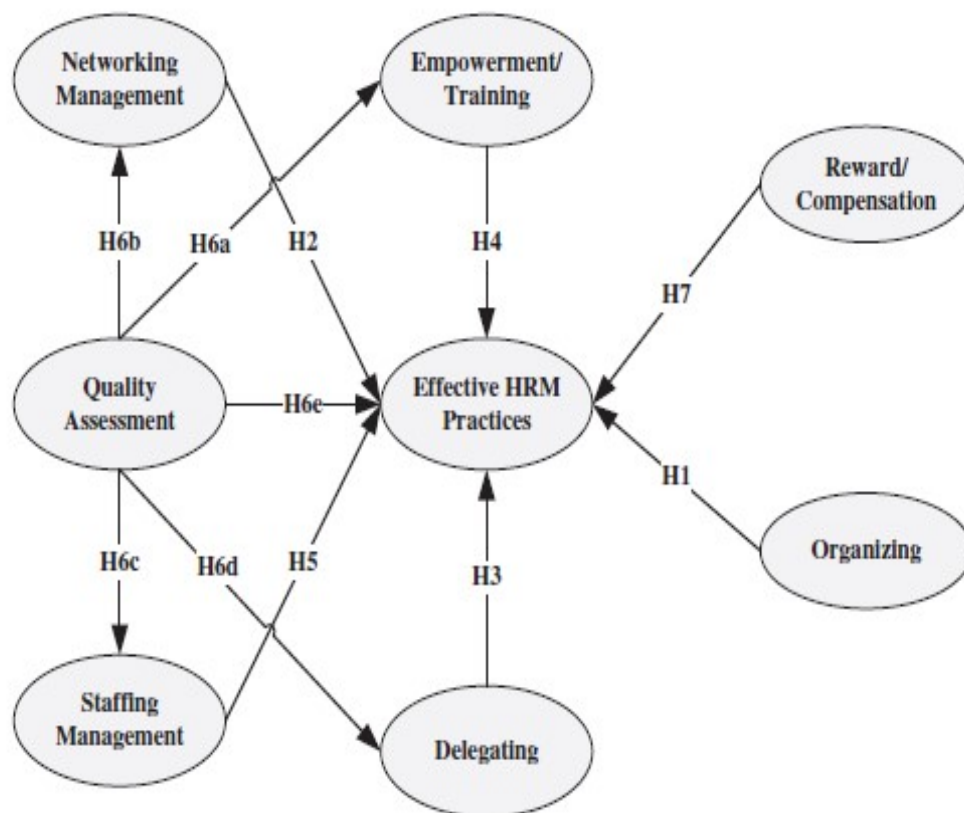 Networking
Management
Empowerment/
Training
Reward/
Compensation
H6b
H6a
H2
H4
H7
Quality
Assessment
H6e
Effective HRM
Practices
H1
H6c
H6d
H5
H3
Organizing
Staffing
Management
Delegating